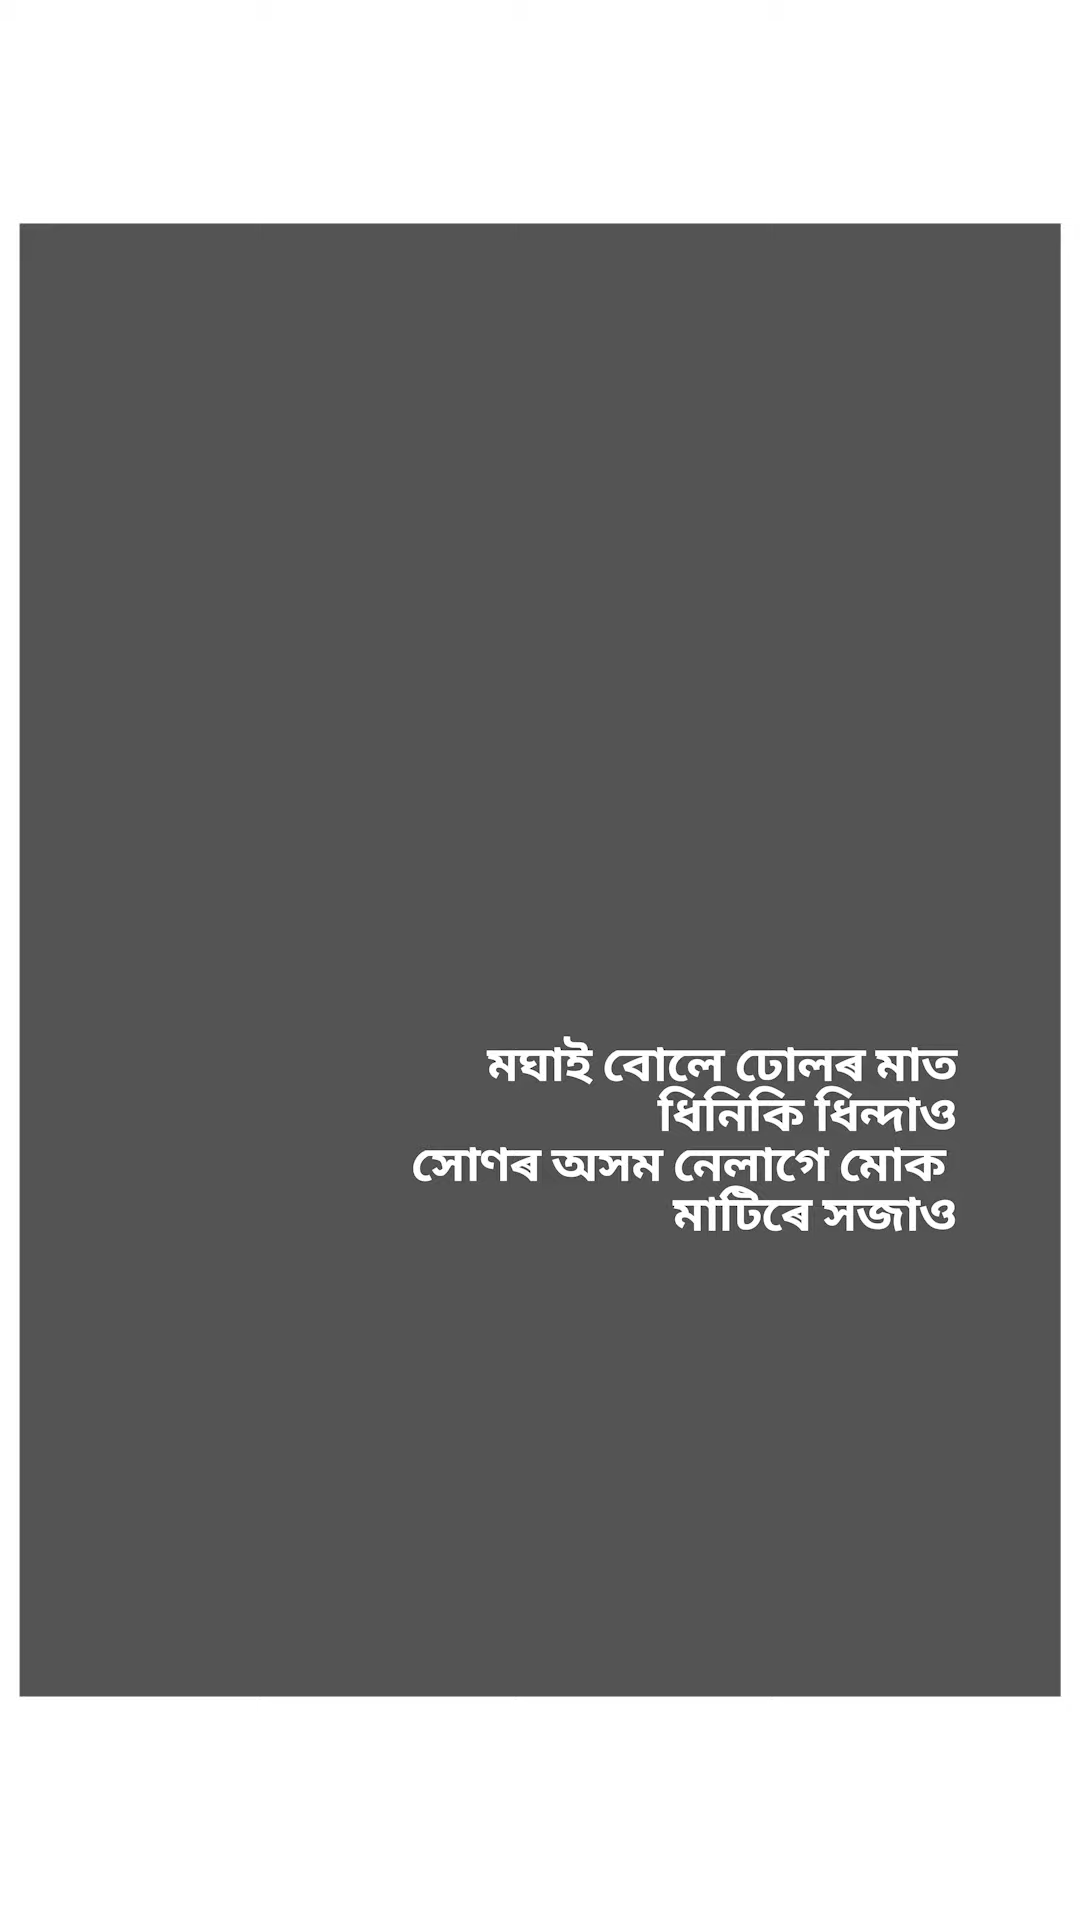 মঘাই বোলে ঢোলৰ মাত
ধিনিকি ধিন্দাও
সোণৰ অসম নেলাগে মোক
মাটিৰে সজাও